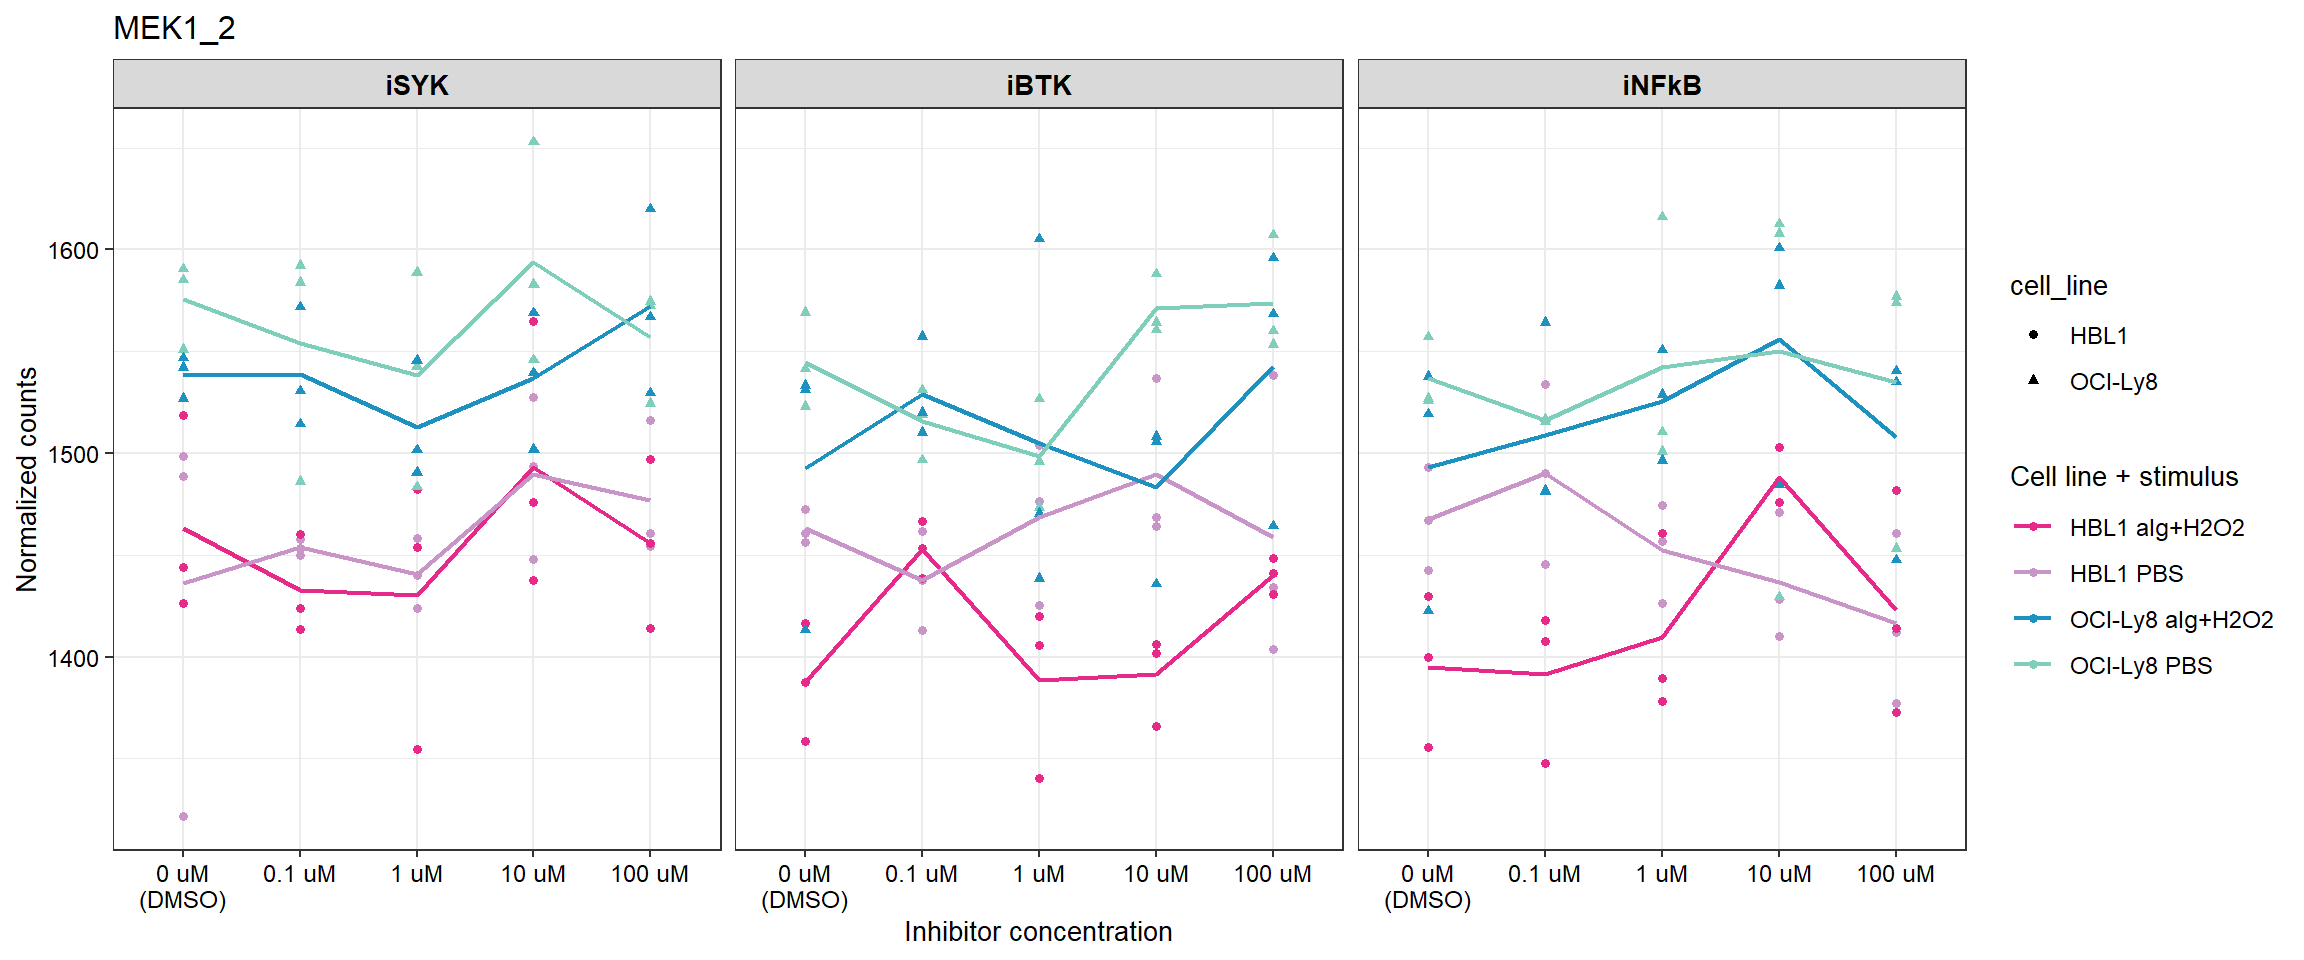 MEK1_2
iSYK
iBTK
iNFkB
Normalized counts
1600
1500
1400
0 uM
(DMSO)
0.1 uM
1 uM
10 uM
100 uM
0 uM
(DMSO)
0.1 uM
1 uM
10 uM
100 uM
0 uM
(DMSO)
0.1 uM
1 uM
10 uM
100 uM
Inhibitor concentration
cell_line
HBL1
OCI-Ly8
Cell line + stimulus
HBL1 aIg+H2O2
HBL1 PBS
OCI-Ly8 aIg+H2O2
OCI-Ly8 PBS